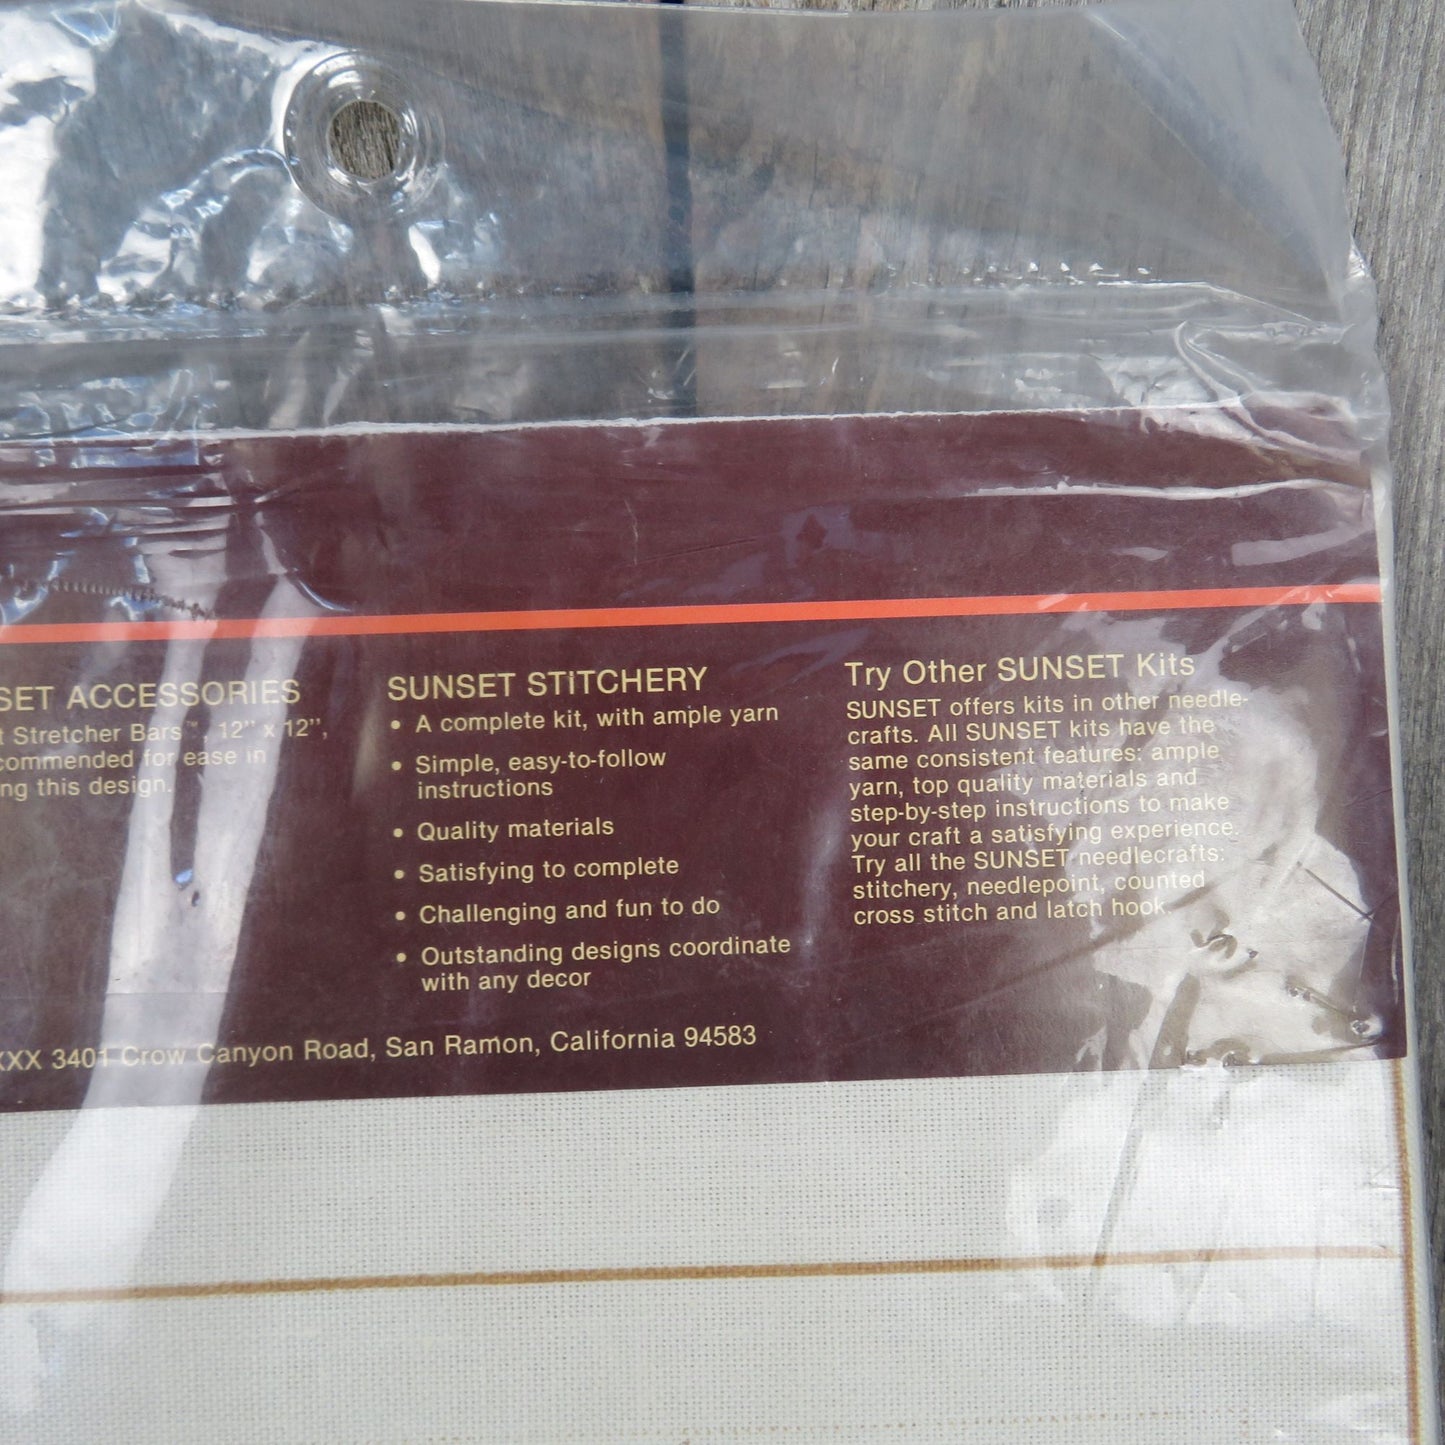 SET ACCESSORIES
t Stretcher Bars™, 12" x 12",
commended for ease in
ng this design.
SUNSET STITCHERY
• A complete kit, with ample yarn
• Simple, easy-to-follow
instructions
• Quality materials
• Satisfying to complete
• Challenging and fun to do
• Outstanding designs coordinate
with any decor
Try Other SUNSET Kits
SUNSET offers kits in other needle-
crafts. All SUNSET kits have the
same consistent features: ample
yarn, top quality materials and
step-by-step instructions to make
your craft a satisfying experience.
Try all the SUNSET needlecrafts:
stitchery, needlepoint, counted
cross stitch and latch hook.
XXX 3401 Crow Canyon Road, San Ramon, California 94583